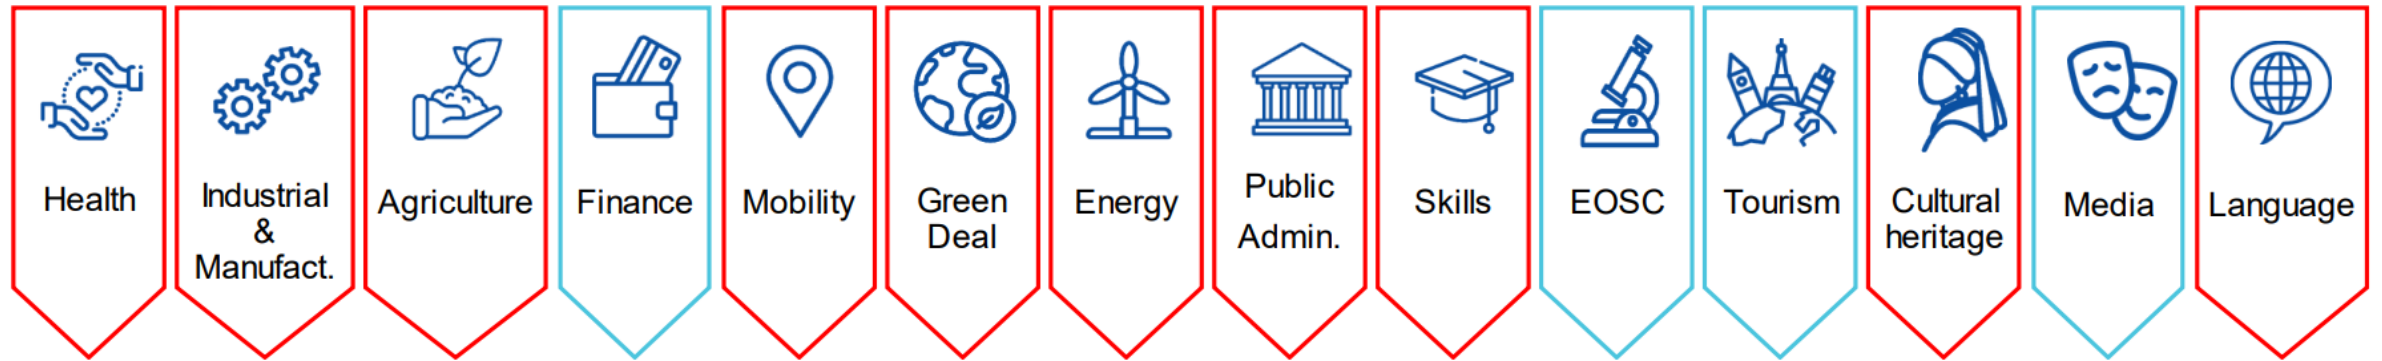 Health
Industrial
&
Manufact.
Agriculture
Finance
Mobility
Green
Deal
Energy
Public
Admin.
Skills
EOSC
Tourism
Cultural
heritage
Media
Language